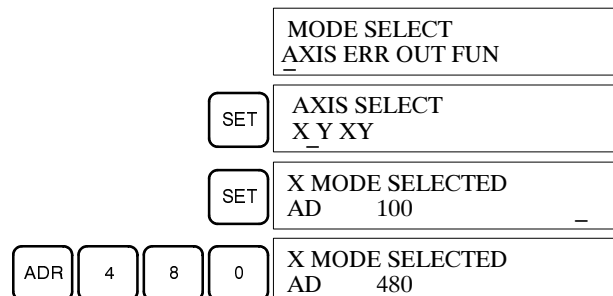 MODE SELECT
AXIS ERR OUT FUN
SET
AXIS SELECT
X Y XY
SET
X MODE SELECTED
AD 100 _
ADR 4 8 0
X MODE SELECTED
AD 480